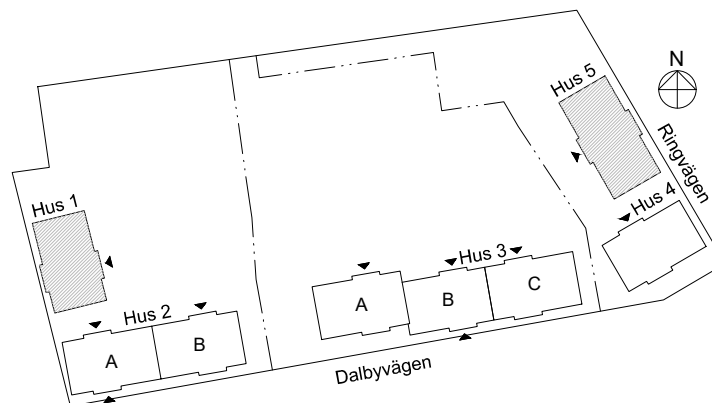 N
Hus 5
Ringvägen
Hus 1
Hus 4
Hus 3
Hus 2
A
B
C
A
B
Dalbyvägen